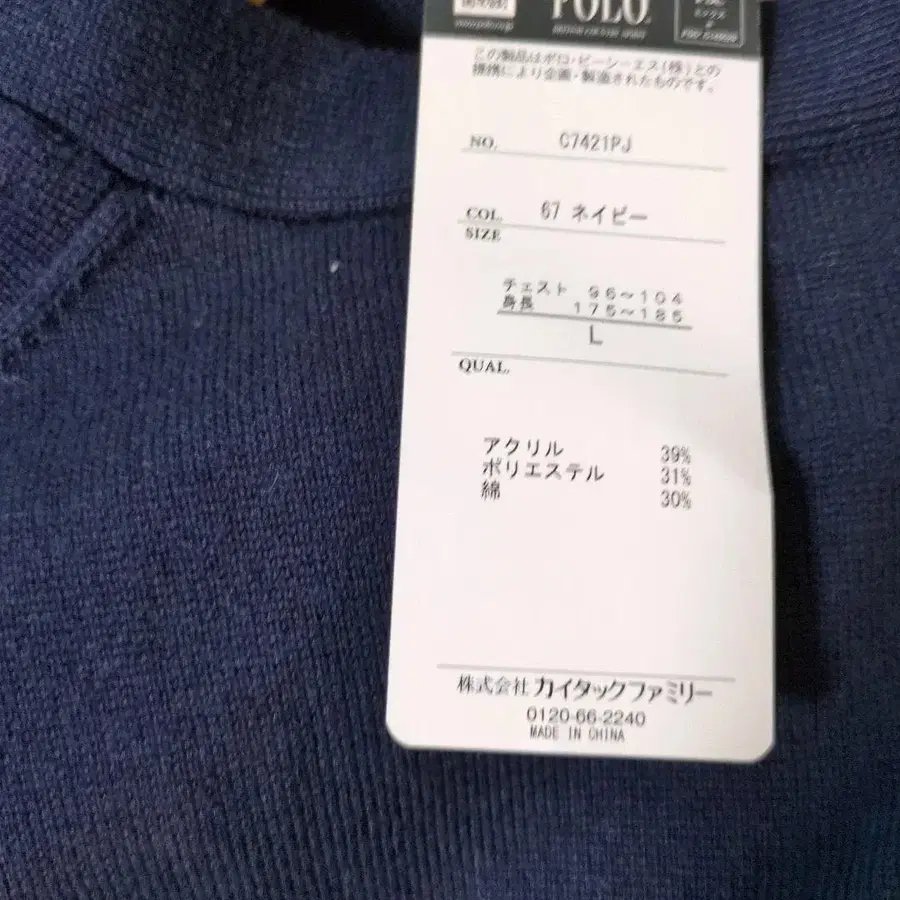 POLO
この製品はポロ・ビーシーエス(株)との
提携により企画・製造されたものです。
NO. C7421PJ
COL. 67 ネイビー
SIZE
チェスト 96～104
身長 175～185
L
QUAL.
アクリル 39%
ポリエステル 31%
綿 30%
株式会社カイタックファミリー
0120-66-2240
MADE IN CHINA